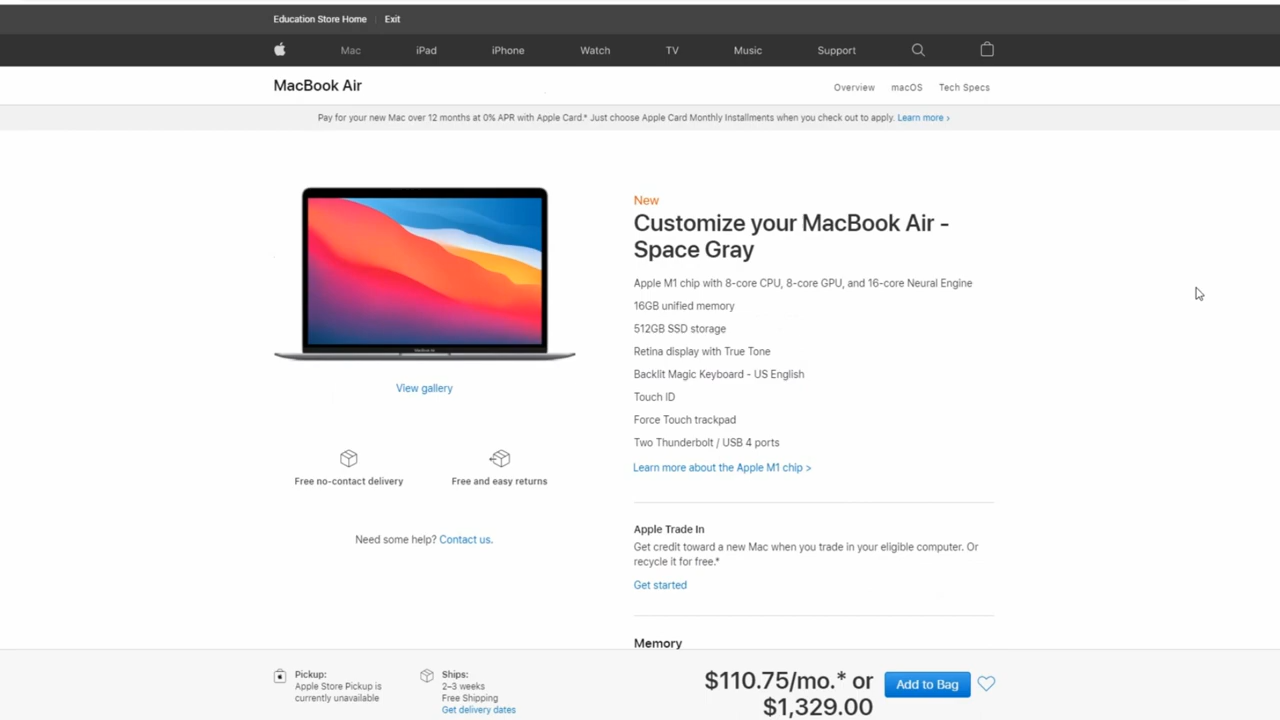 Education Store Home Exit
Mac iPad iPhone Watch TV Music Support
MacBook Air
Overview macOS Tech Specs
Pay for your new Mac over 12 months at 0% APR with Apple Card.* Just choose Apple Card Monthly Installments when you check out to apply. Learn more ›
New
Customize your MacBook Air -
Space Gray
Apple M1 chip with 8-core CPU, 8-core GPU, and 16-core Neural Engine
16GB unified memory
512GB SSD storage
Retina display with True Tone
Backlit Magic Keyboard - US English
Touch ID
Force Touch trackpad
Two Thunderbolt / USB 4 ports
Learn more about the Apple M1 chip >
View gallery
Free no-contact delivery
Free and easy returns
Need some help? Contact us.
Apple Trade In
Get credit toward a new Mac when you trade in your eligible computer. Or
recycle it for free.*
Get started
Memory
Pickup:
Apple Store Pickup is
currently unavailable
Ships:
2–3 weeks
Free Shipping
Get delivery dates
$110.75/mo.* or
$1,329.00
Add to Bag